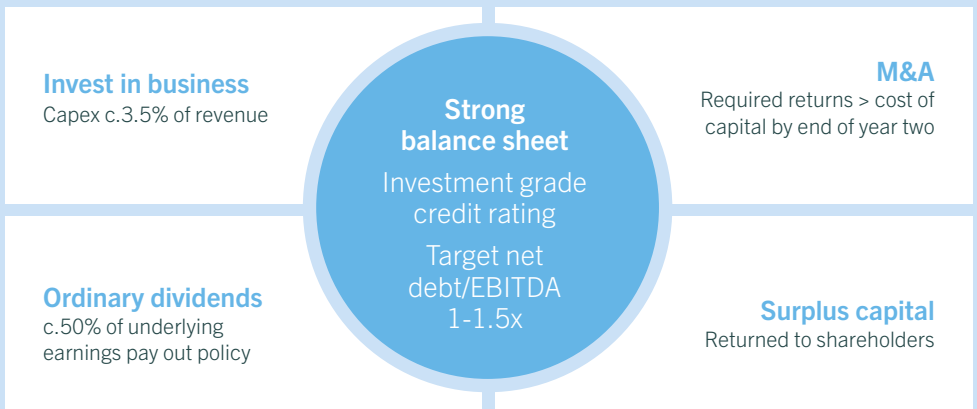 Invest in business
Capex c.3.5% of revenue
M&A
Required returns > cost of
capital by end of year two
Strong
balance sheet
Investment grade
credit rating
Target net
debt/EBITDA
1-1.5x
Ordinary dividends
c.50% of underlying
earnings pay out policy
Surplus capital
Returned to shareholders